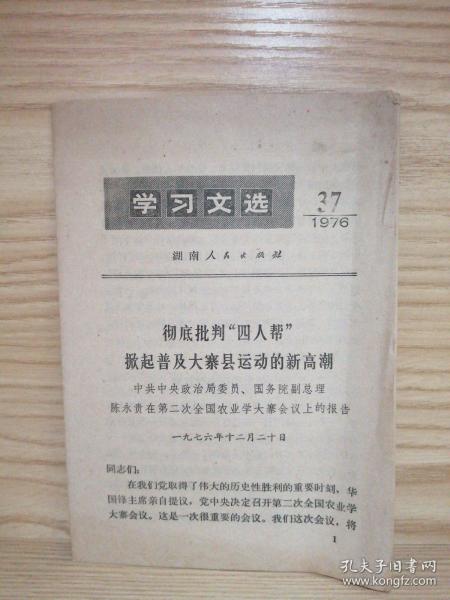 学习文选
37
1976
湖南人民出版社
彻底批判“四人帮”
掀起普及大寨县运动的新高潮
中共中央政治局委员、国务院副总理
陈永贵在第二次全国农业学大寨会议上的报告
一九七六年十二月二十日
同志们：
在我们党取得了伟大的历史性胜利的重要时刻，华
国锋主席亲自提议，党中央决定召开第二次全国农业学
大寨会议。这是一次很重要的会议。我们这次会议，将
1
孔夫子旧书网
www.kongfz.com